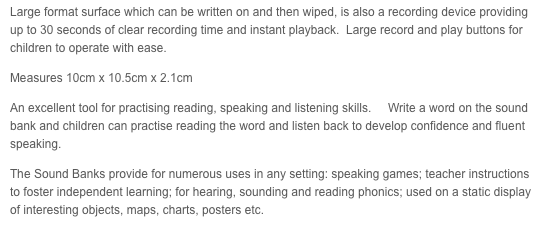 Large format surface which can be written on and then wiped, is also a recording device providing
up to 30 seconds of clear recording time and instant playback.  Large record and play buttons for
children to operate with ease.
Measures 10cm x 10.5cm x 2.1cm
An excellent tool for practising reading, speaking and listening skills.     Write a word on the sound
bank and children can practise reading the word and listen back to develop confidence and fluent
speaking.
The Sound Banks provide for numerous uses in any setting: speaking games; teacher instructions
to foster independent learning; for hearing, sounding and reading phonics; used on a static display
of interesting objects, maps, charts, posters etc.